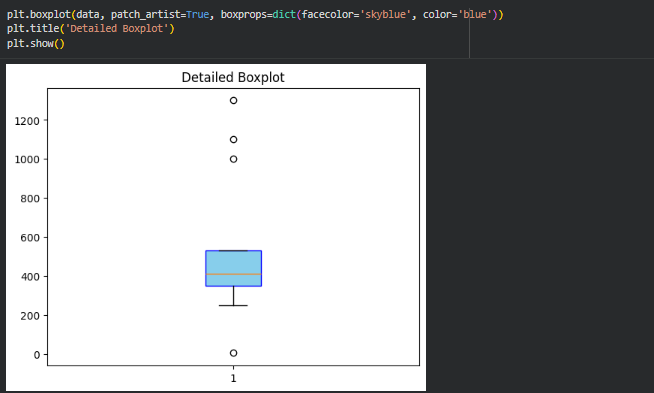 plt.boxplot(data, patch_artist=True, boxprops=dict(facecolor='skyblue', color='blue'))
plt.title('Detailed Boxplot')
plt.show()
Detailed Boxplot
1200
1000
800
600
400
200
0
1